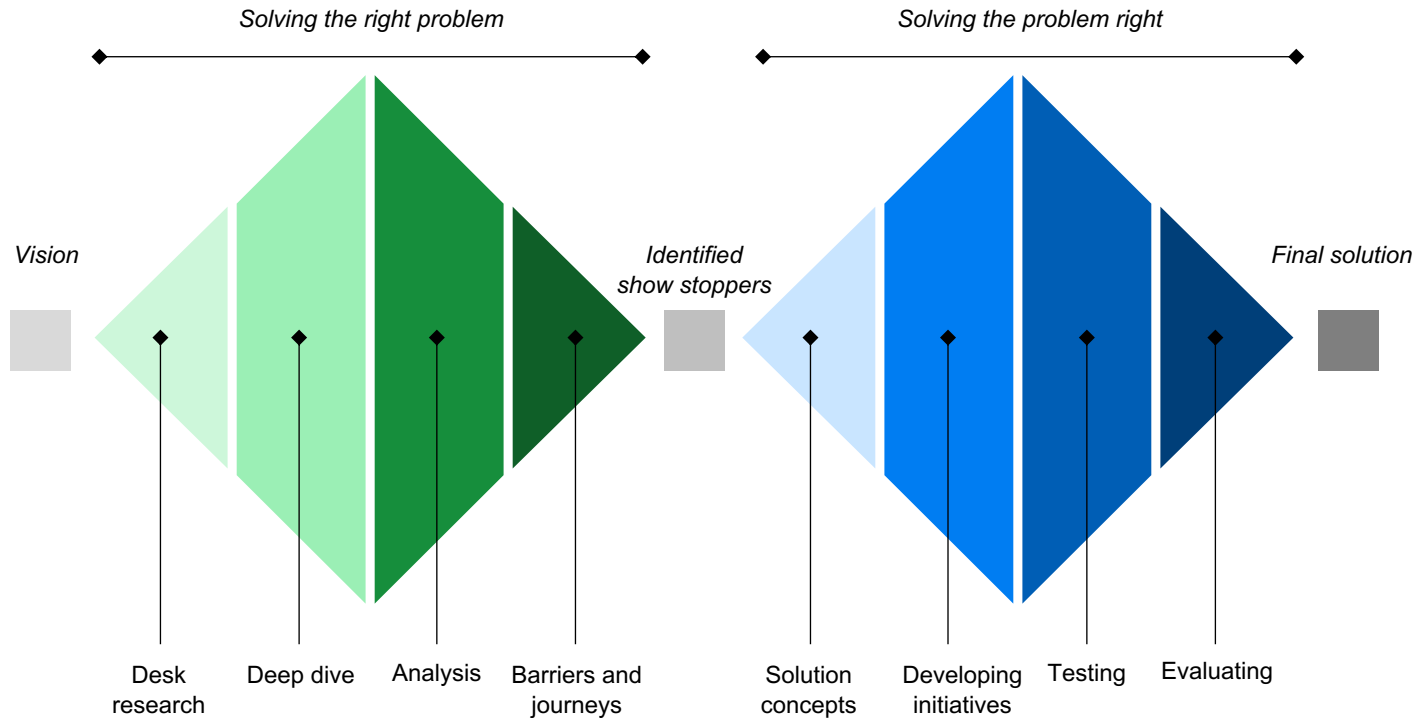 Solving the right problem
Solving the problem right
Vision
Identified
show stoppers
Final solution
Desk
research
Deep dive
Analysis
Barriers and
journeys
Solution
concepts
Developing
initiatives
Testing
Evaluating